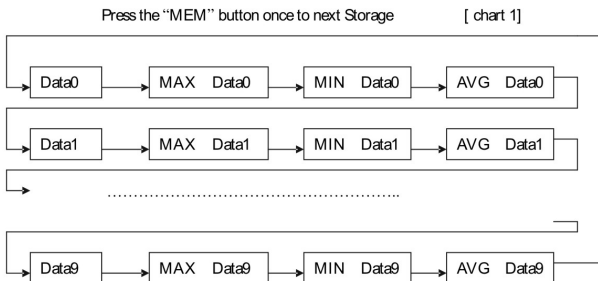 Press the “MEM” button once to next Storage [ chart 1]
Data0 MAX Data0 MIN Data0 AVG Data0
Data1 MAX Data1 MIN Data1 AVG Data1
…………………………………………………..
Data9 MAX Data9 MIN Data9 AVG Data9